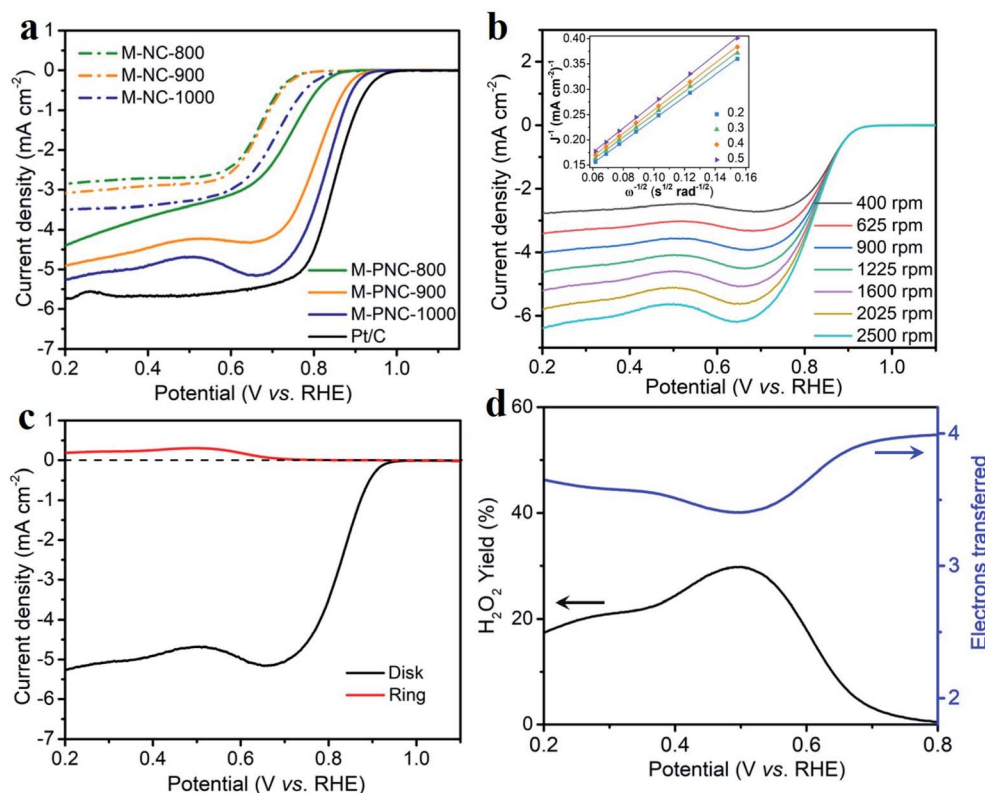 a
M-NC-800
M-NC-900
M-NC-1000
M-PNC-800
M-PNC-900
M-PNC-1000
Pt/C
1
0
-1
-2
-3
-4
-5
-6
-7
0.2
0.4
0.6
0.8
1.0
Current density (mA cm⁻²)
Potential (V vs. RHE)
b
0.40
0.35
0.30
0.25
0.20
0.15
J⁻¹ (mA cm⁻²)⁻¹
0.2
0.3
0.4
0.5
0.06
0.08
0.10
0.12
0.14
0.16
ω⁻¹/² (s¹/² rad⁻¹/²)
400 rpm
625 rpm
900 rpm
1225 rpm
1600 rpm
2025 rpm
2500 rpm
2
0
-2
-4
-6
0.2
0.4
0.6
0.8
1.0
Current density (mA cm⁻²)
Potential (V vs. RHE)
c
Disk
Ring
1
0
-1
-2
-3
-4
-5
-6
-7
0.2
0.4
0.6
0.8
1.0
Current density (mA cm⁻²)
Potential (V vs. RHE)
d
60
40
20
0
H₂O₂ Yield (%)
4
3
2
Electrons transferred
0.2
0.4
0.6
0.8
Potential (V vs. RHE)